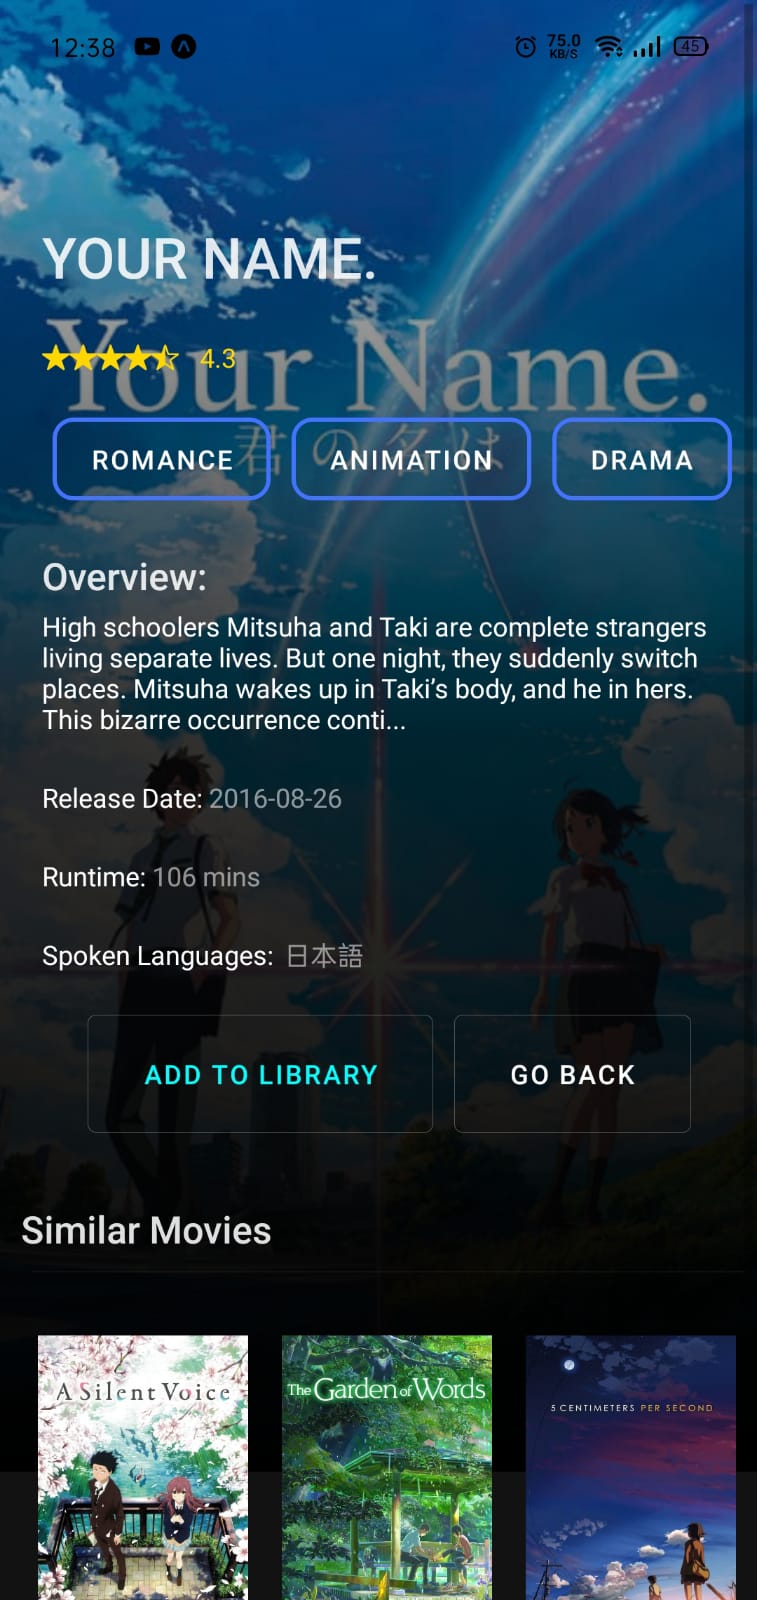 12:38
75.0
KB/S
45
YOUR NAME.
Your Name.
4.3
君の名は
ROMANCE
ANIMATION
DRAMA
Overview:
High schoolers Mitsuha and Taki are complete strangers
living separate lives. But one night, they suddenly switch
places. Mitsuha wakes up in Taki’s body, and he in hers.
This bizarre occurrence conti...
Release Date: 2016-08-26
Runtime: 106 mins
Spoken Languages: 日本語
ADD TO LIBRARY
GO BACK
Similar Movies
A Silent Voice
The Garden of Words
5 CENTIMETERS PER SECOND